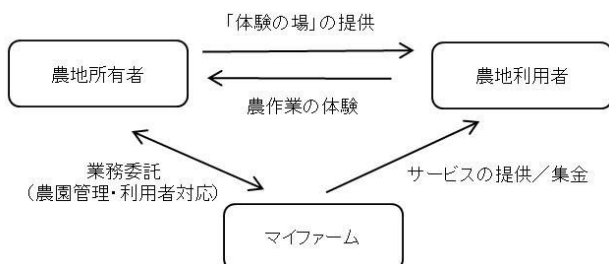 「体験の場」の提供
農地所有者
農地利用者
農作業の体験
業務委託
（農園管理・利用者対応）
サービスの提供／集金
マイファーム